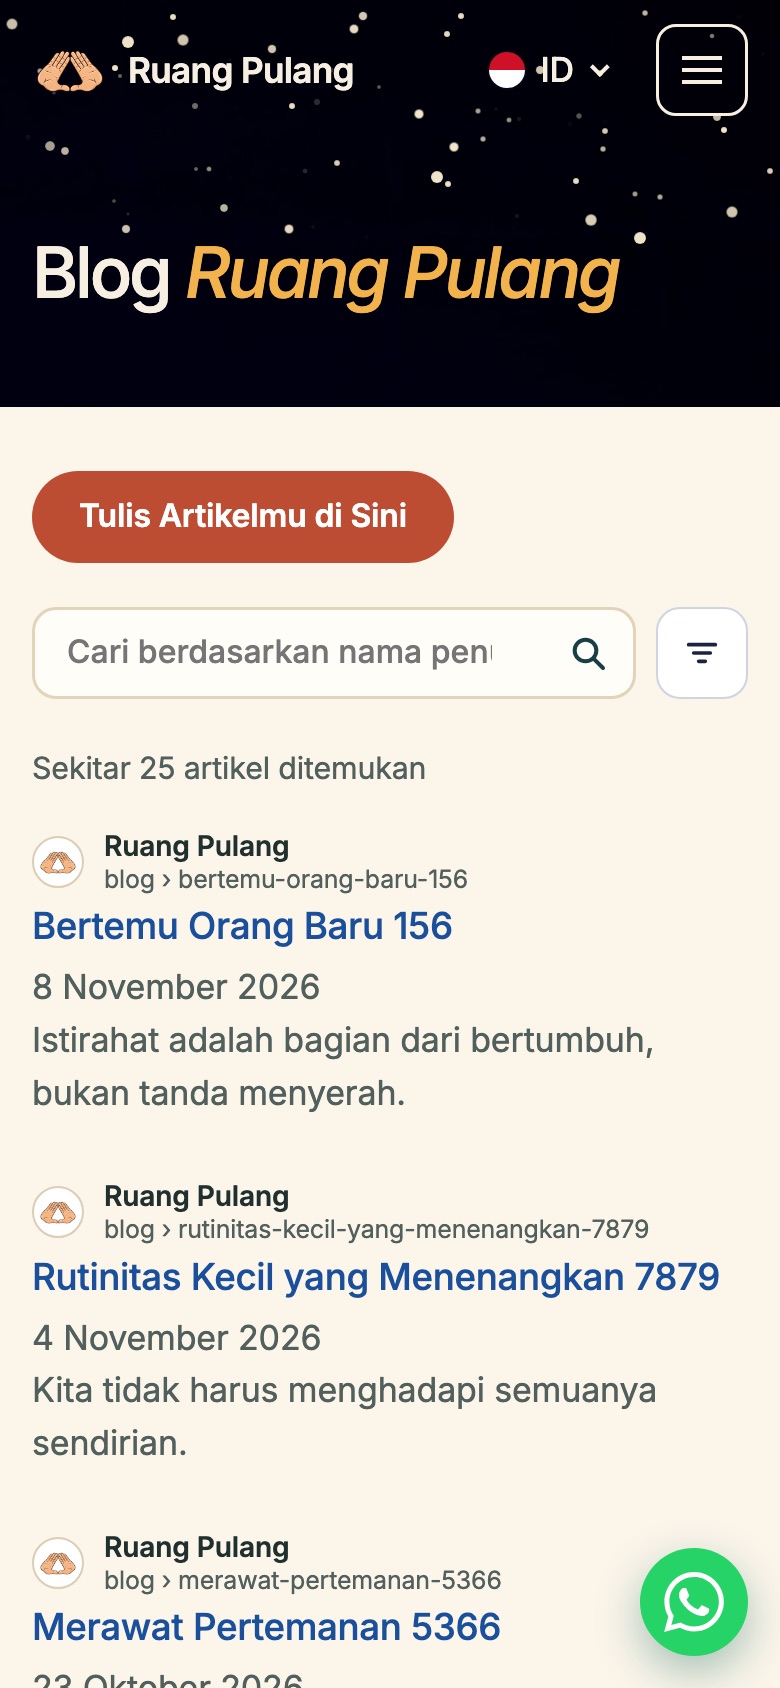 Ruang Pulang
ID
Blog Ruang Pulang
Tulis Artikelmu di Sini
Cari berdasarkan nama
Sekitar 25 artikel ditemukan
Ruang Pulang
blog › bertemu-orang-baru-156
Bertemu Orang Baru 156
8 November 2026
Istirahat adalah bagian dari bertumbuh,
bukan tanda menyerah.
Ruang Pulang
blog › rutinitas-kecil-yang-menenangkan-7879
Rutinitas Kecil yang Menenangkan 7879
4 November 2026
Kita tidak harus menghadapi semuanya
sendirian.
Ruang Pulang
blog › merawat-pertemanan-5366
Merawat Pertemanan 5366
23 Oktober 2026